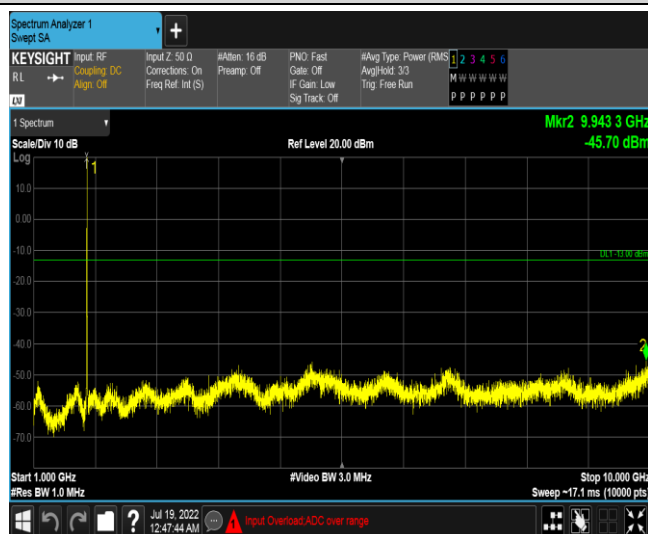 Spectrum Analyzer 1
Swept SA
+
KEYSIGHT
RL
LXI
Input: RF
Coupling: DC
Align: Off
Input Z: 50 Ω
Corrections: On
Freq Ref: Int (S)
#Atten: 16 dB
Preamp: Off
PNO: Fast
Gate: Off
IF Gain: Low
Sig Track: Off
#Avg Type: Power (RMS
Avg|Hold: 3/3
Trig: Free Run
1 2 3 4 5 6
M W W W W W
P P P P P P
1 Spectrum
Mkr2 9.943 3 GHz
Scale/Div 10 dB
Ref Level 20.00 dBm
-45.70 dBm
Log
1
10.0
0.00
-10.0
DL1 -13.00 dBm
-20.0
-30.0
-40.0
2
-50.0
-60.0
-70.0
Start 1.000 GHz
#Video BW 3.0 MHz
Stop 10.000 GHz
#Res BW 1.0 MHz
Sweep ~17.1 ms (10000 pts)
?
Jul 19, 2022
12:47:44 AM
Input Overload;ADC over range